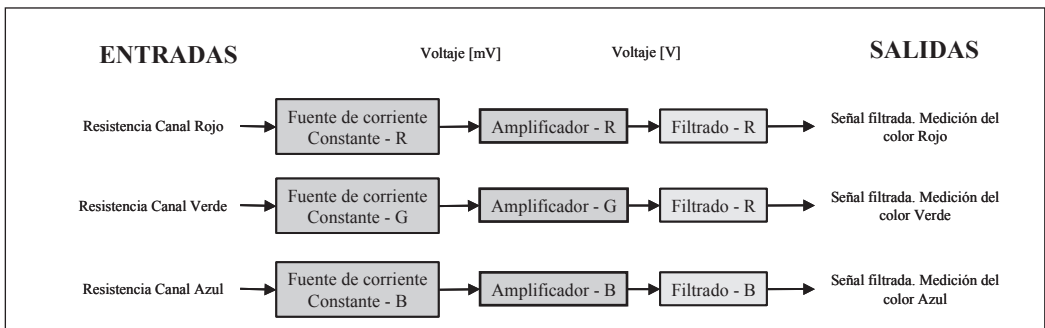 ENTRADAS
Voltaje [mV]
Voltaje [V]
SALIDAS
Resistencia Canal Rojo
Fuente de corriente
Constante - R
Amplificador - R
Filtrado - R
Señal filtrada. Medición del
color Rojo
Resistencia Canal Verde
Fuente de corriente
Constante - G
Amplificador - G
Filtrado - R
Señal filtrada. Medición del
color Verde
Resistencia Canal Azul
Fuente de corriente
Constante - B
Amplificador - B
Filtrado - B
Señal filtrada. Medición del
color Azul